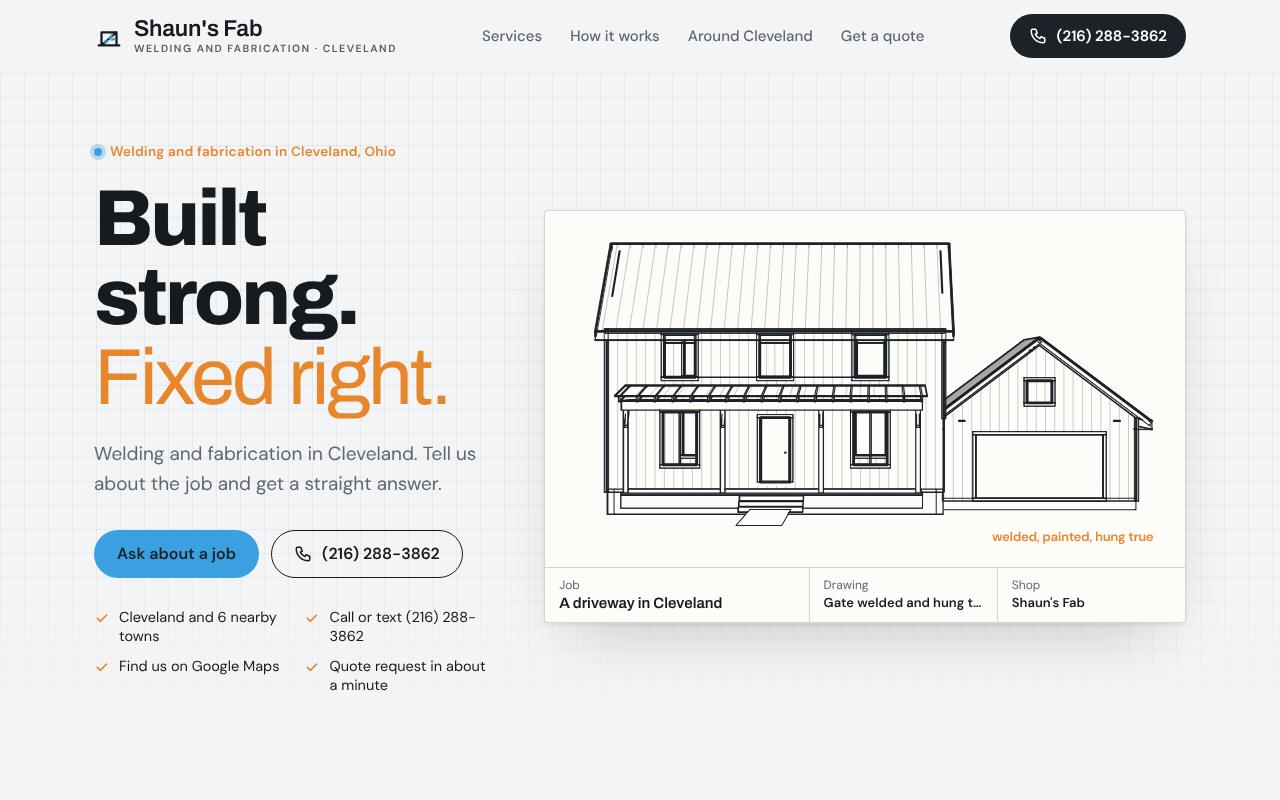 Shaun's Fab
WELDING AND FABRICATION · CLEVELAND
Services
How it works
Around Cleveland
Get a quote
(216) 288-3862
Welding and fabrication in Cleveland, Ohio
Built
strong.
Fixed right.
Welding and fabrication in Cleveland. Tell us
about the job and get a straight answer.
Ask about a job
(216) 288-3862
Cleveland and 6 nearby
towns
Call or text (216) 288-
3862
Find us on Google Maps
Quote request in about
a minute
welded, painted, hung true
Job
A driveway in Cleveland
Drawing
Gate welded and hung t…
Shop
Shaun's Fab